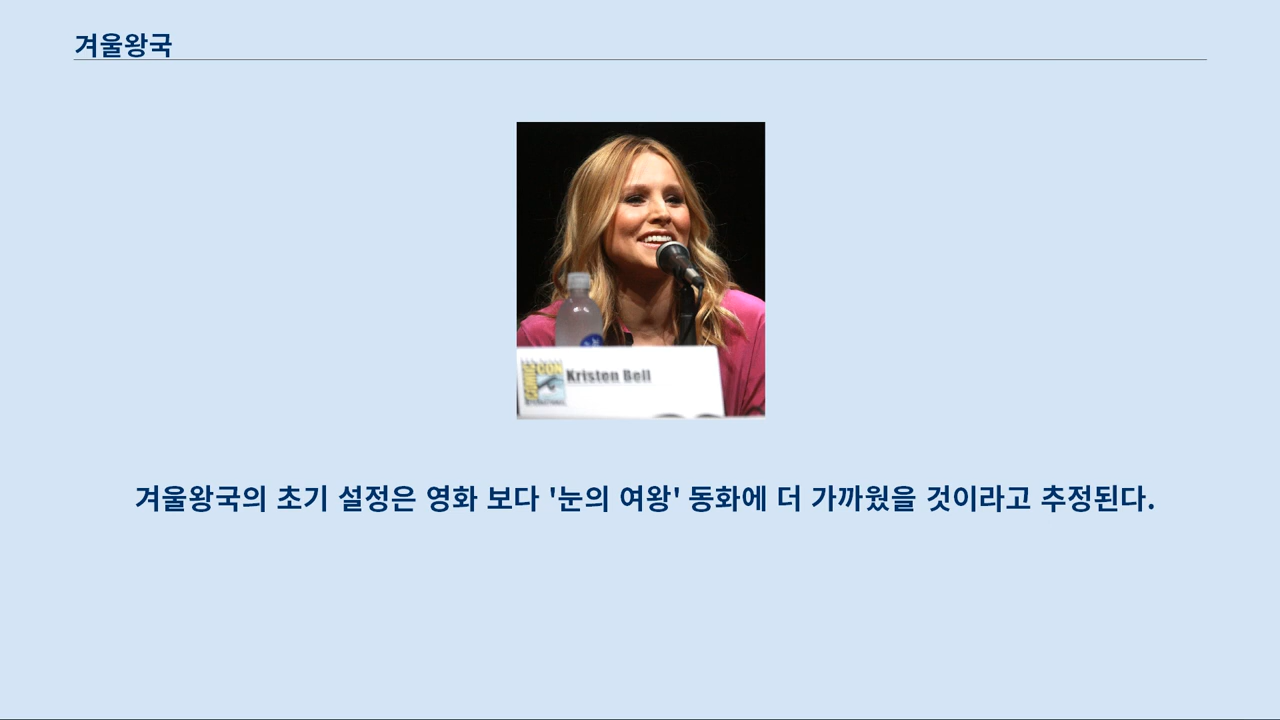 겨울왕국
COMIC CON
Kristen Bell
겨울왕국의 초기 설정은 영화 보다 '눈의 여왕' 동화에 더 가까웠을 것이라고 추정된다.